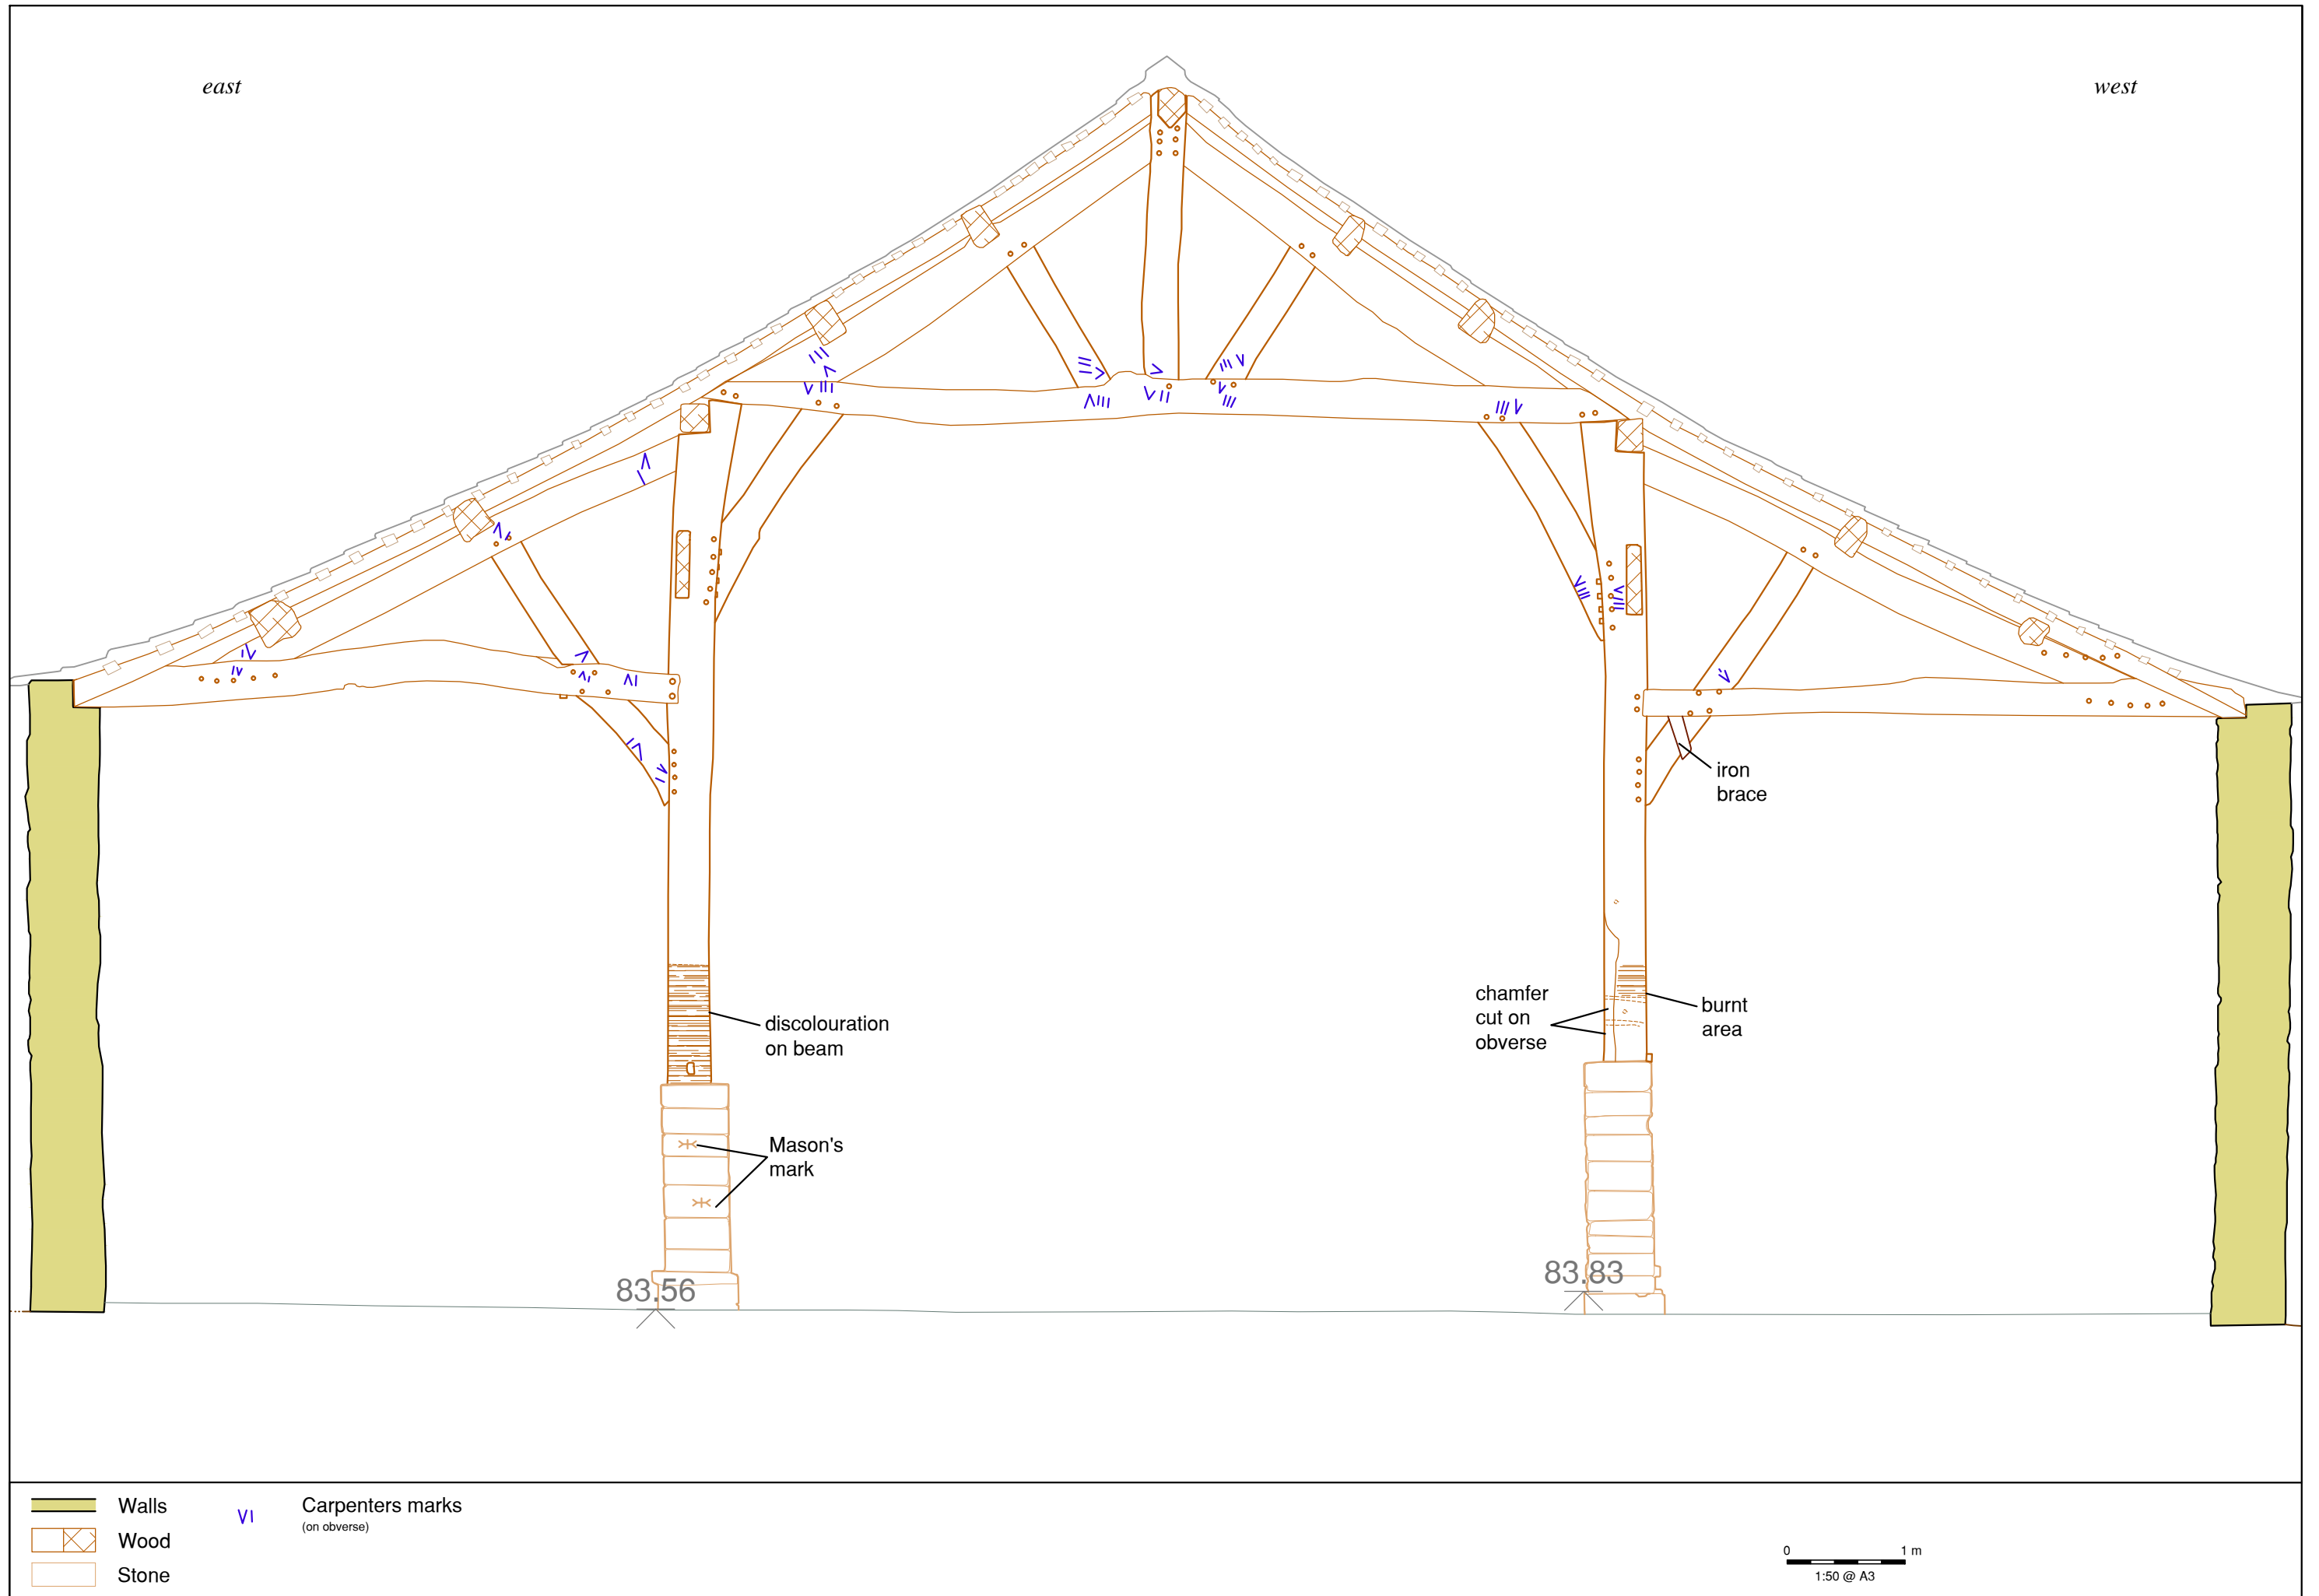 east
west
iron
brace
chamfer
cut on
obverse
burnt
area
discolouration
on beam
Mason's
mark
83.56
83.83
Walls
Wood
Stone
VI
Carpenters marks
(on obverse)
0 1 m
1:50 @ A3